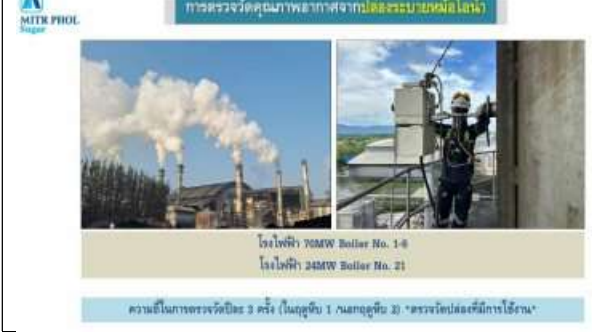 MITR PHOL
Sugar
การตรวจวัดคุณภาพอากาศจากปล่องระบายหม้อไอน้ำ
โรงไฟฟ้า 70MW Boiler No. 1-6
โรงไฟฟ้า 24MW Boiler No. 21
ความถี่ในการตรวจวัดปีละ 3 ครั้ง (ในฤดูหีบ 1 /นอกฤดูหีบ 2) *ตรวจวัดปล่องที่มีการใช้งาน*